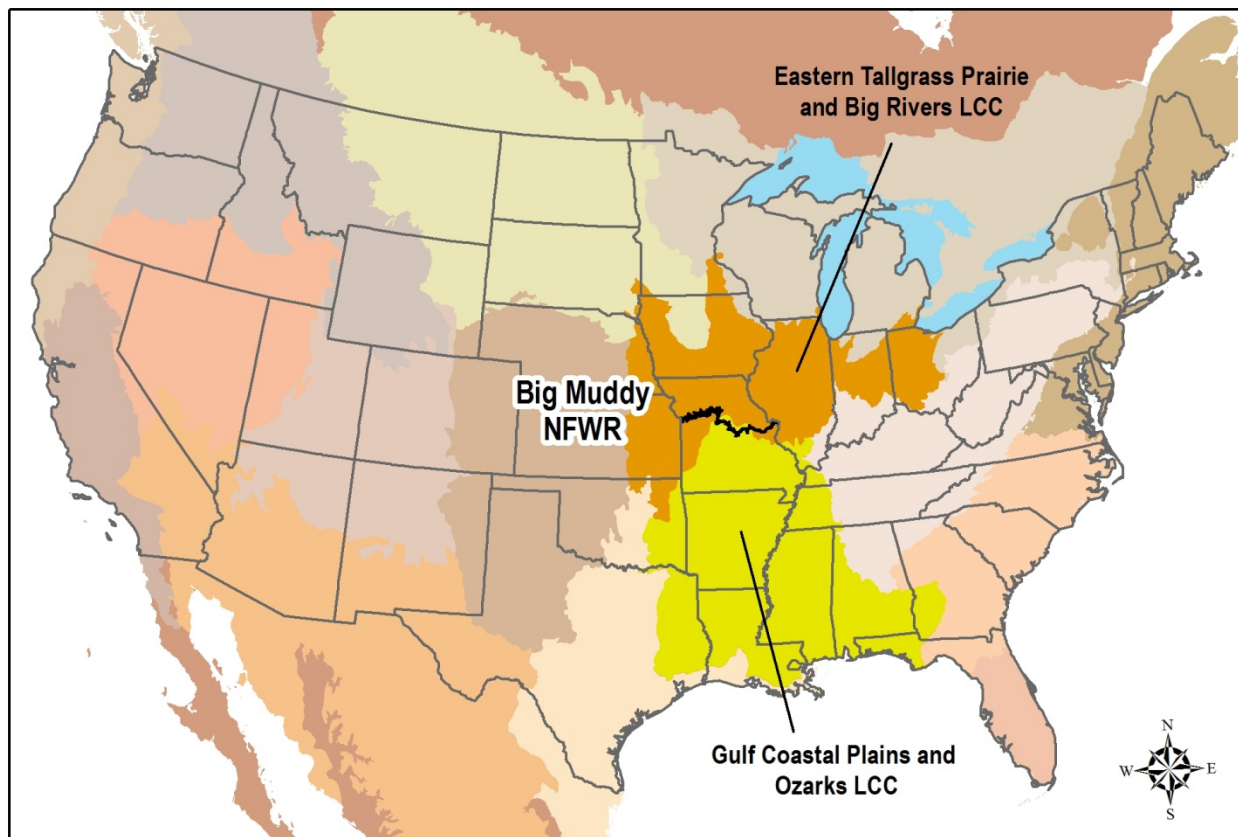 Eastern Tallgrass Prairie
and Big Rivers LCC
Big Muddy
NFWR
Gulf Coastal Plains and
Ozarks LCC
N
W E
S